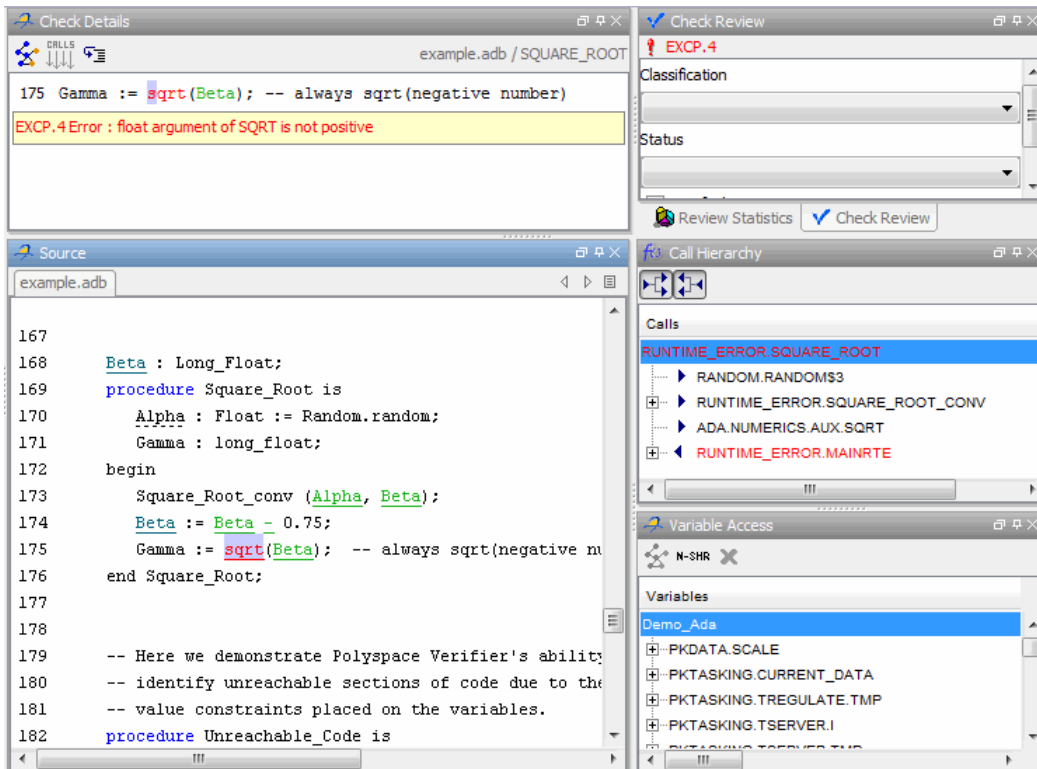 Check Details
CALLS
example.adb / SQUARE_ROOT
175 Gamma := sqrt(Beta); -- always sqrt(negative number)
EXCP.4 Error : float argument of SQRT is not positive
Check Review
EXCP.4
Classification
Status
Review Statistics
Check Review
Source
example.adb
167
168 Beta : Long_Float;
169 procedure Square_Root is
170 Alpha : Float := Random.random;
171 Gamma : long_float;
172 begin
173 Square_Root_conv (Alpha, Beta);
174 Beta := Beta - 0.75;
175 Gamma := sqrt(Beta); -- always sqrt(negative
176 end Square_Root;
177
178
179 -- Here we demonstrate Polyspace Verifier's ability
180 -- identify unreachable sections of code due to the
181 -- value constraints placed on the variables.
182 procedure Unreachable_Code is
f(x) Call Hierarchy
Calls
RUNTIME_ERROR.SQUARE_ROOT
RANDOM.RANDOM$3
RUNTIME_ERROR.SQUARE_ROOT_CONV
ADA.NUMERICS.AUX.SQRT
RUNTIME_ERROR.MAINRTE
Variable Access
N-SHR
Variables
Demo_Ada
PKDATA.SCALE
PKTASKING.CURRENT_DATA
PKTASKING.TREGULATE.TMP
PKTASKING.TSERVER.I